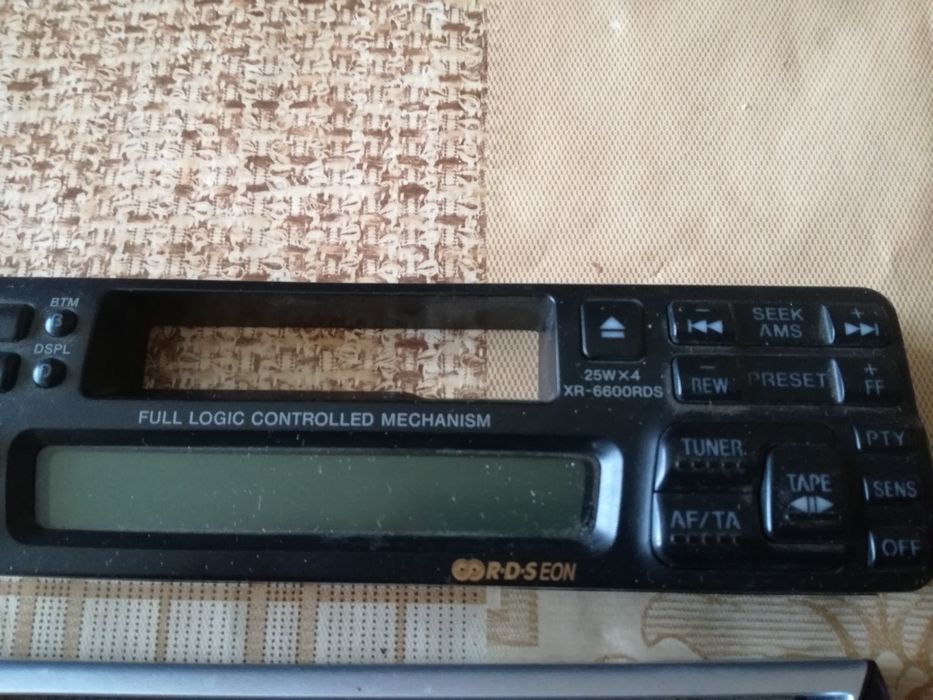 BTM
B
DSPL
D
25W×4
XR-6600RDS
SEEK
AMS
−
+
− REW
PRESET
+ FF
FULL LOGIC CONTROLLED MECHANISM
TUNER
TAPE
AF/TA
PTY
SENS
OFF
R·D·S EON